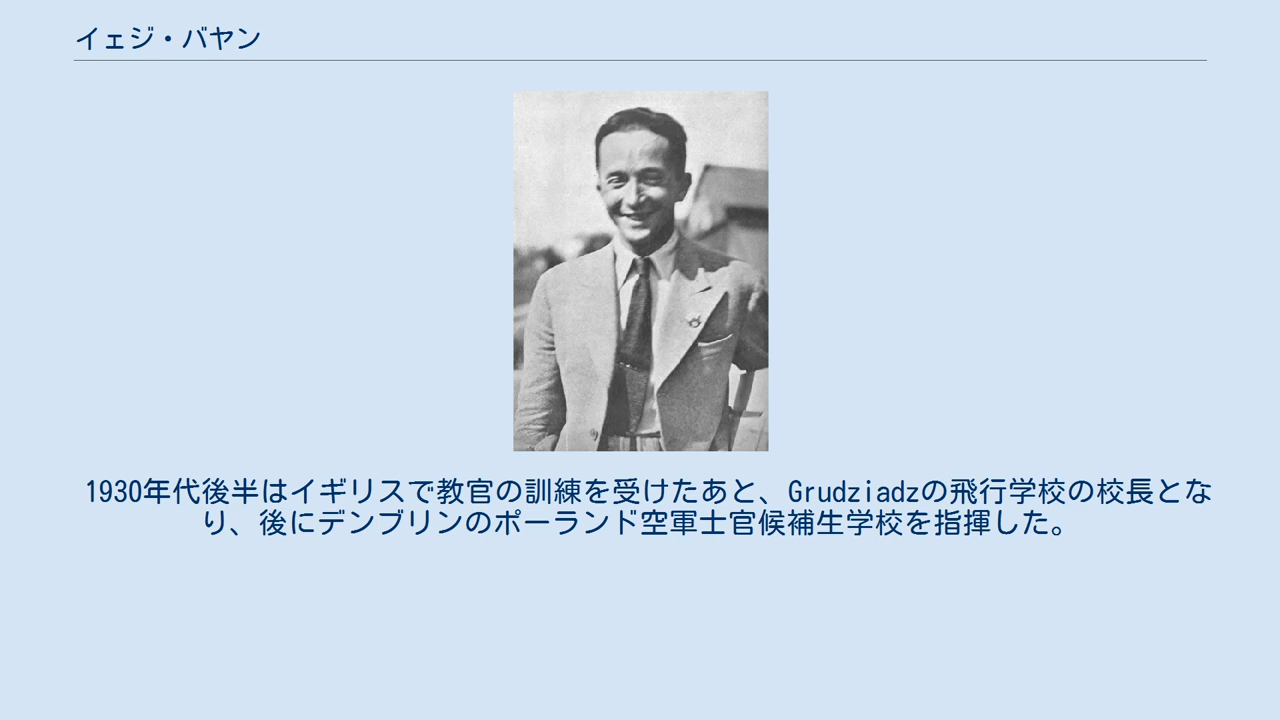 イェジ・バヤン
1930年代後半はイギリスで教官の訓練を受けたあと、Grudziadzの飛行学校の校長とな
り、後にデンブリンのポーランド空軍士官候補生学校を指揮した。